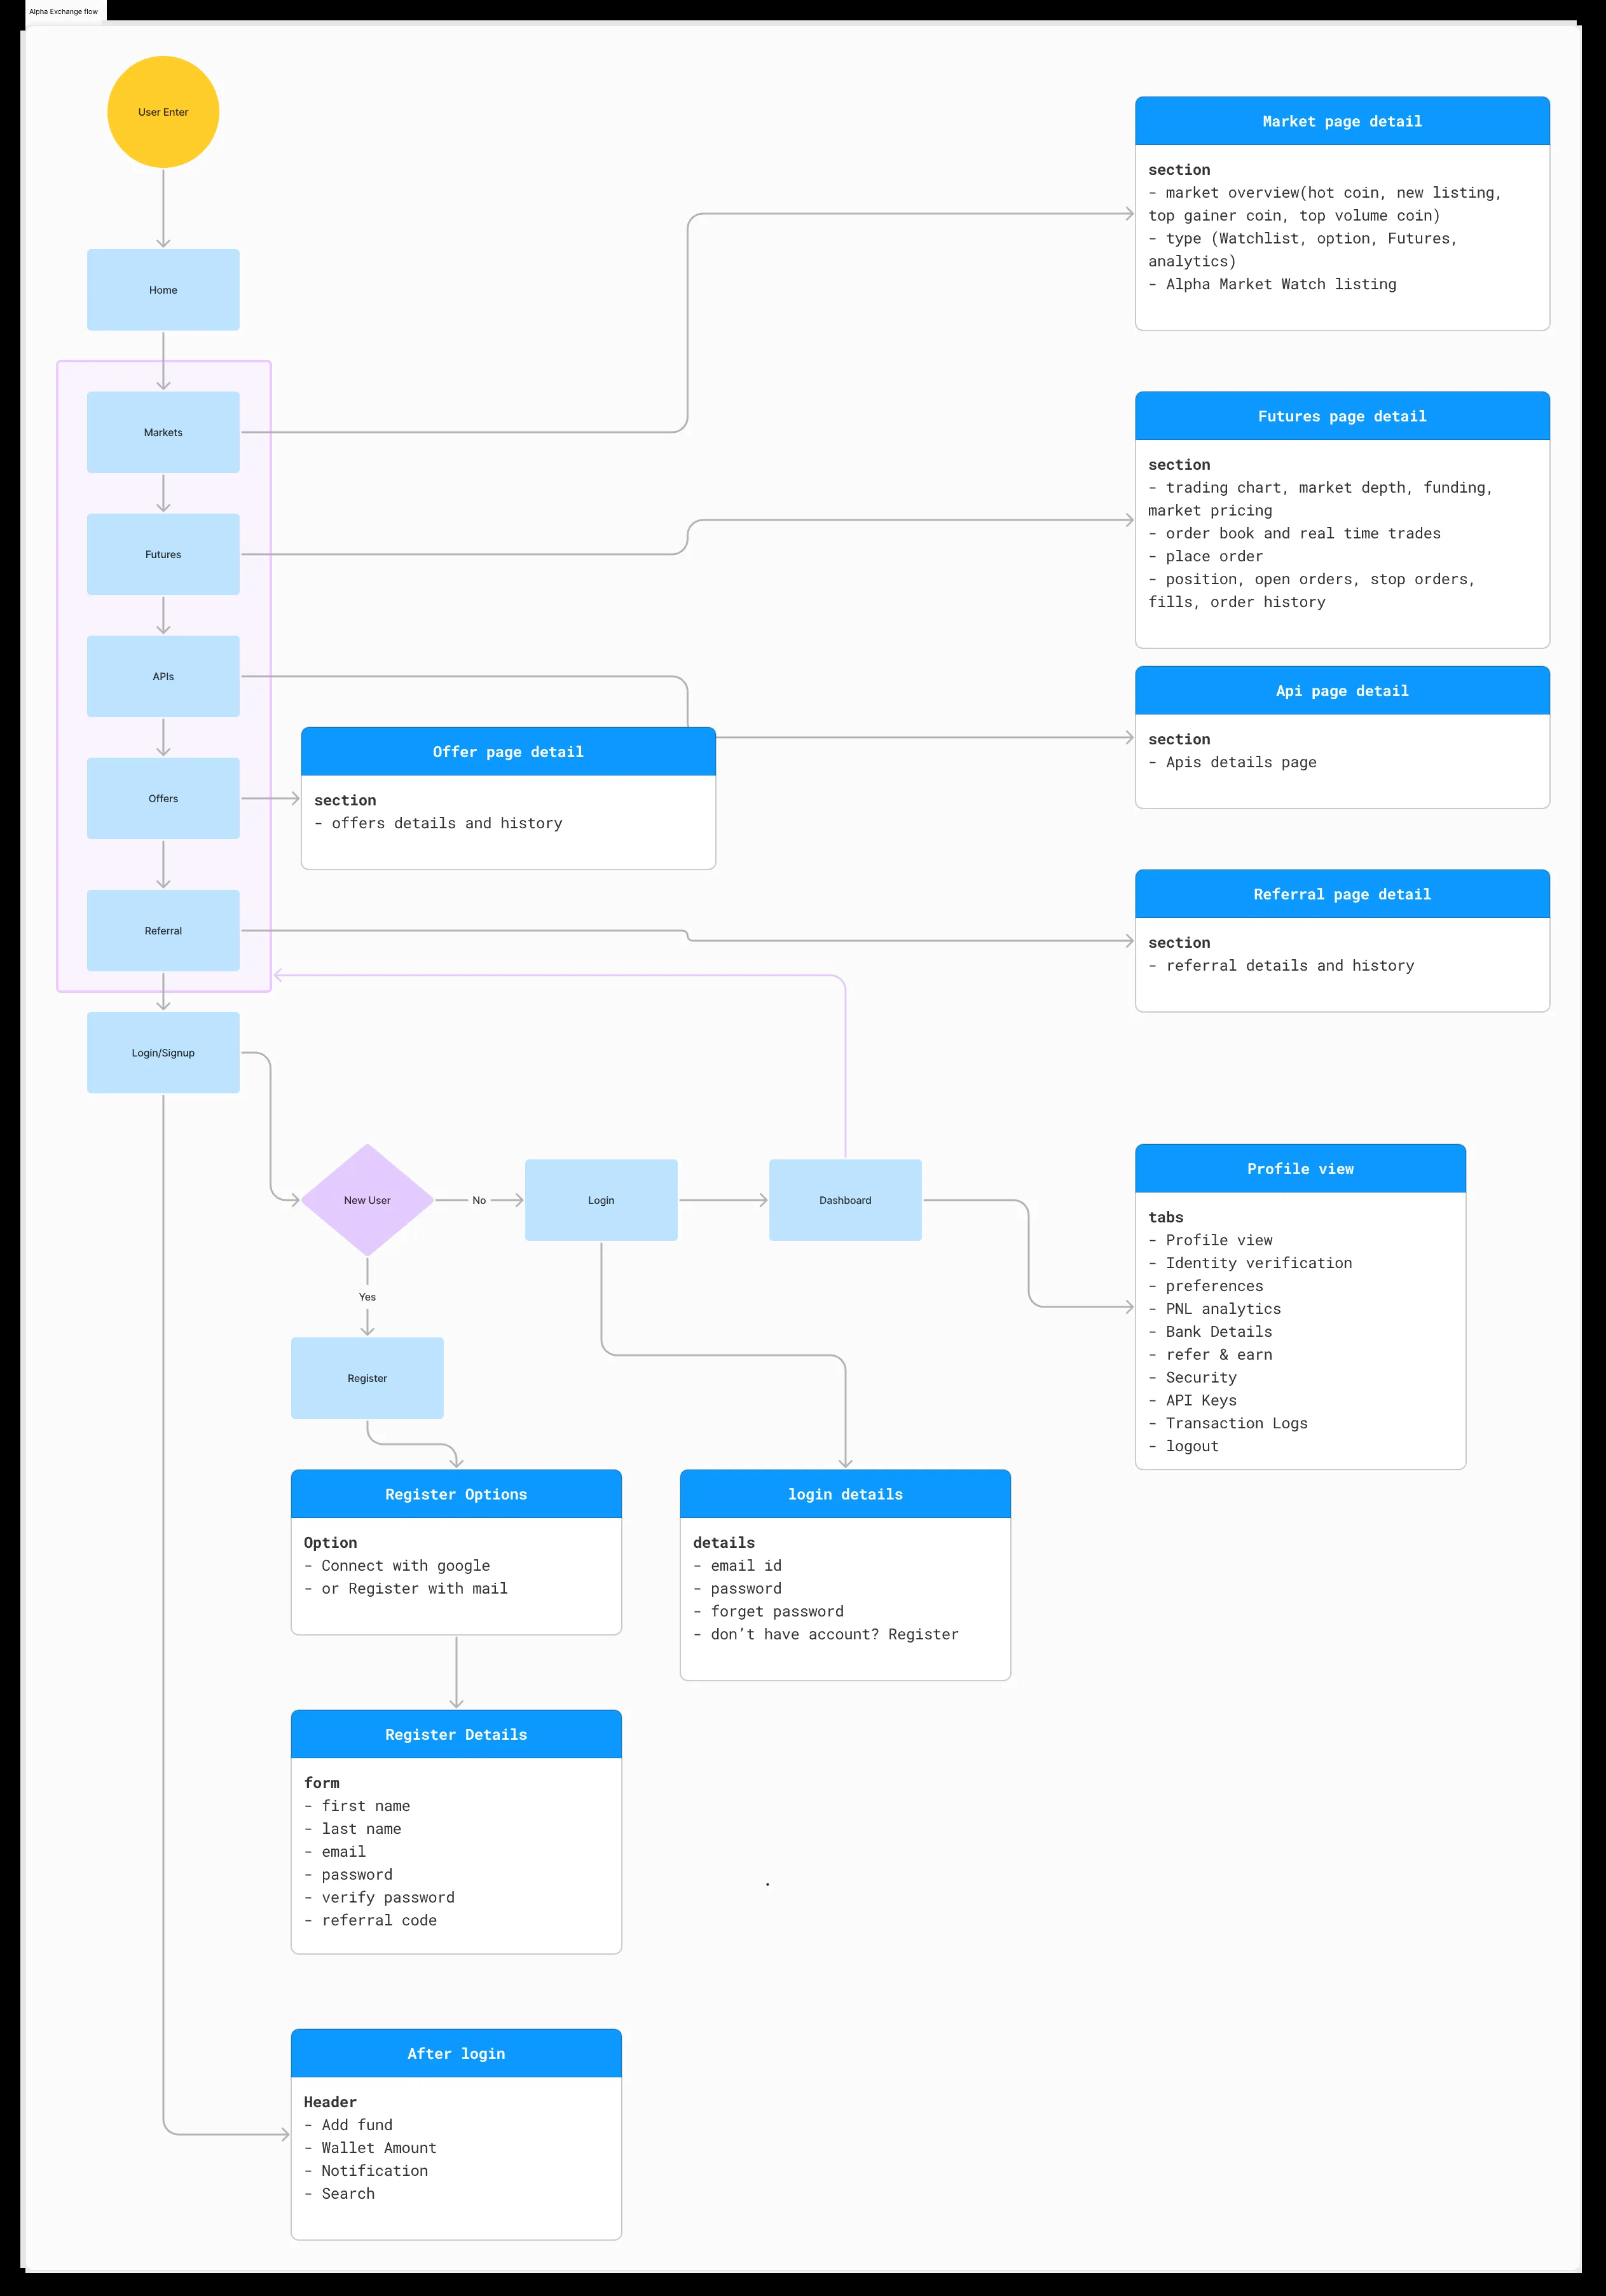 Alpha Exchange flow
User Enter
Market page detail
section
- market overview(hot coin, new listing,
top gainer coin, top volume coin)
- type (Watchlist, option, Futures,
analytics)
- Alpha Market Watch listing
Home
Markets
Futures page detail
section
- trading chart, market depth, funding,
market pricing
- order book and real time trades
- place order
- position, open orders, stop orders,
fills, order history
Futures
APIs
Api page detail
section
- Apis details page
Offers
Offer page detail
section
- offers details and history
Referral
Referral page detail
section
- referral details and history
Login/Signup
New User
No
Login
Dashboard
Profile view
tabs
- Profile view
- Identity verification
- preferences
- PNL analytics
- Bank Details
- refer & earn
- Security
- API Keys
- Transaction Logs
- logout
Yes
Register
Register Options
Option
- Connect with google
- or Register with mail
login details
details
- email id
- password
- forget password
- don’t have account? Register
Register Details
form
- first name
- last name
- email
- password
- verify password
- referral code
.
After login
Header
- Add fund
- Wallet Amount
- Notification
- Search